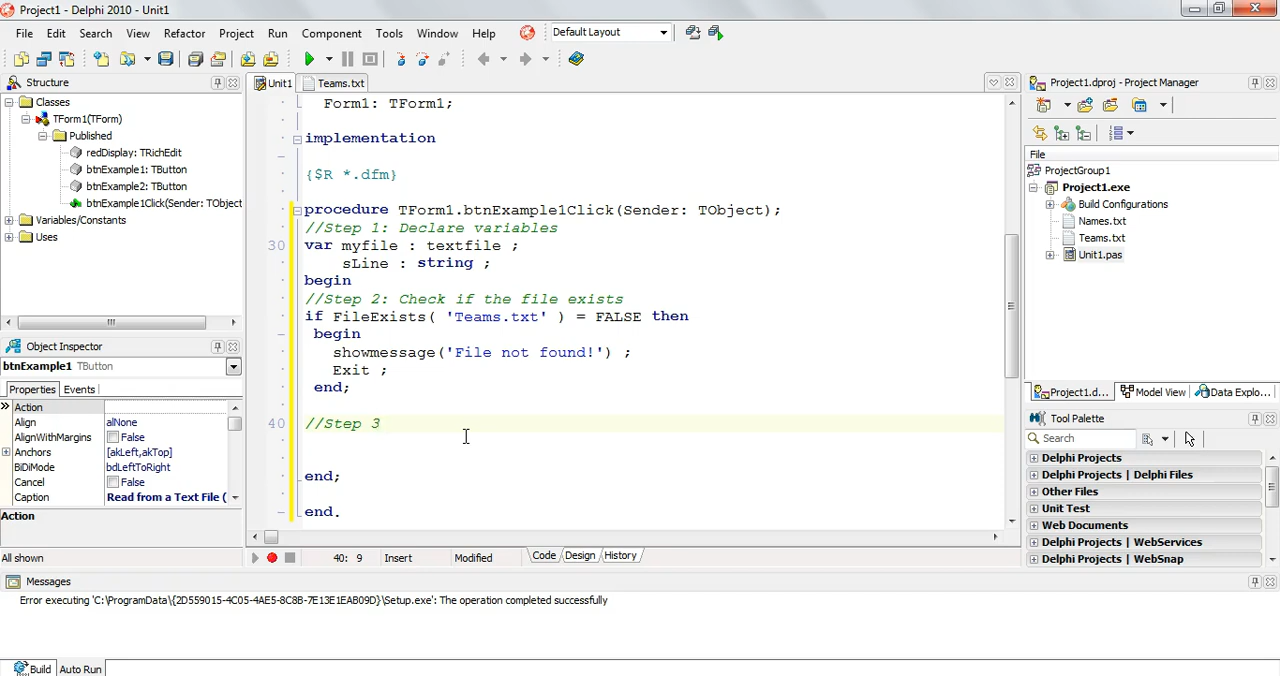 Project1 - Delphi 2010 - Unit1
File Edit Search View Refactor Project Run Component Tools Window Help Default Layout
Structure
Classes
TForm1(TForm)
Published
redDisplay: TRichEdit
btnExample1: TButton
btnExample2: TButton
btnExample1Click(Sender: TObject
Variables/Constants
Uses
Object Inspector
btnExample1 TButton
Properties Events
Action
Align alNone
AlignWithMargins False
Anchors [akLeft,akTop]
BiDiMode bdLeftToRight
Cancel False
Caption Read from a Text File (
Action
All shown
Unit1 Teams.txt
Form1: TForm1;
implementation
{$R *.dfm}
procedure TForm1.btnExample1Click(Sender: TObject);
//Step 1: Declare variables
30 var myfile : textfile ;
sLine : string ;
begin
//Step 2: Check if the file exists
if FileExists( 'Teams.txt' ) = FALSE then
begin
showmessage('File not found!') ;
Exit ;
end;
40 //Step 3
end;
end.
40: 9 Insert Modified Code Design History
Project1.dproj - Project Manager
File
ProjectGroup1
Project1.exe
Build Configurations
Names.txt
Teams.txt
Unit1.pas
Project1.d... Model View Data Explo...
Tool Palette
Search
Delphi Projects
Delphi Projects | Delphi Files
Other Files
Unit Test
Web Documents
Delphi Projects | WebServices
Delphi Projects | WebSnap
Messages
Error executing 'C:\ProgramData\{2D559015-4C05-4AE5-8C8B-7E13E1EAB09D}\Setup.exe': The operation completed successfully
Build Auto Run